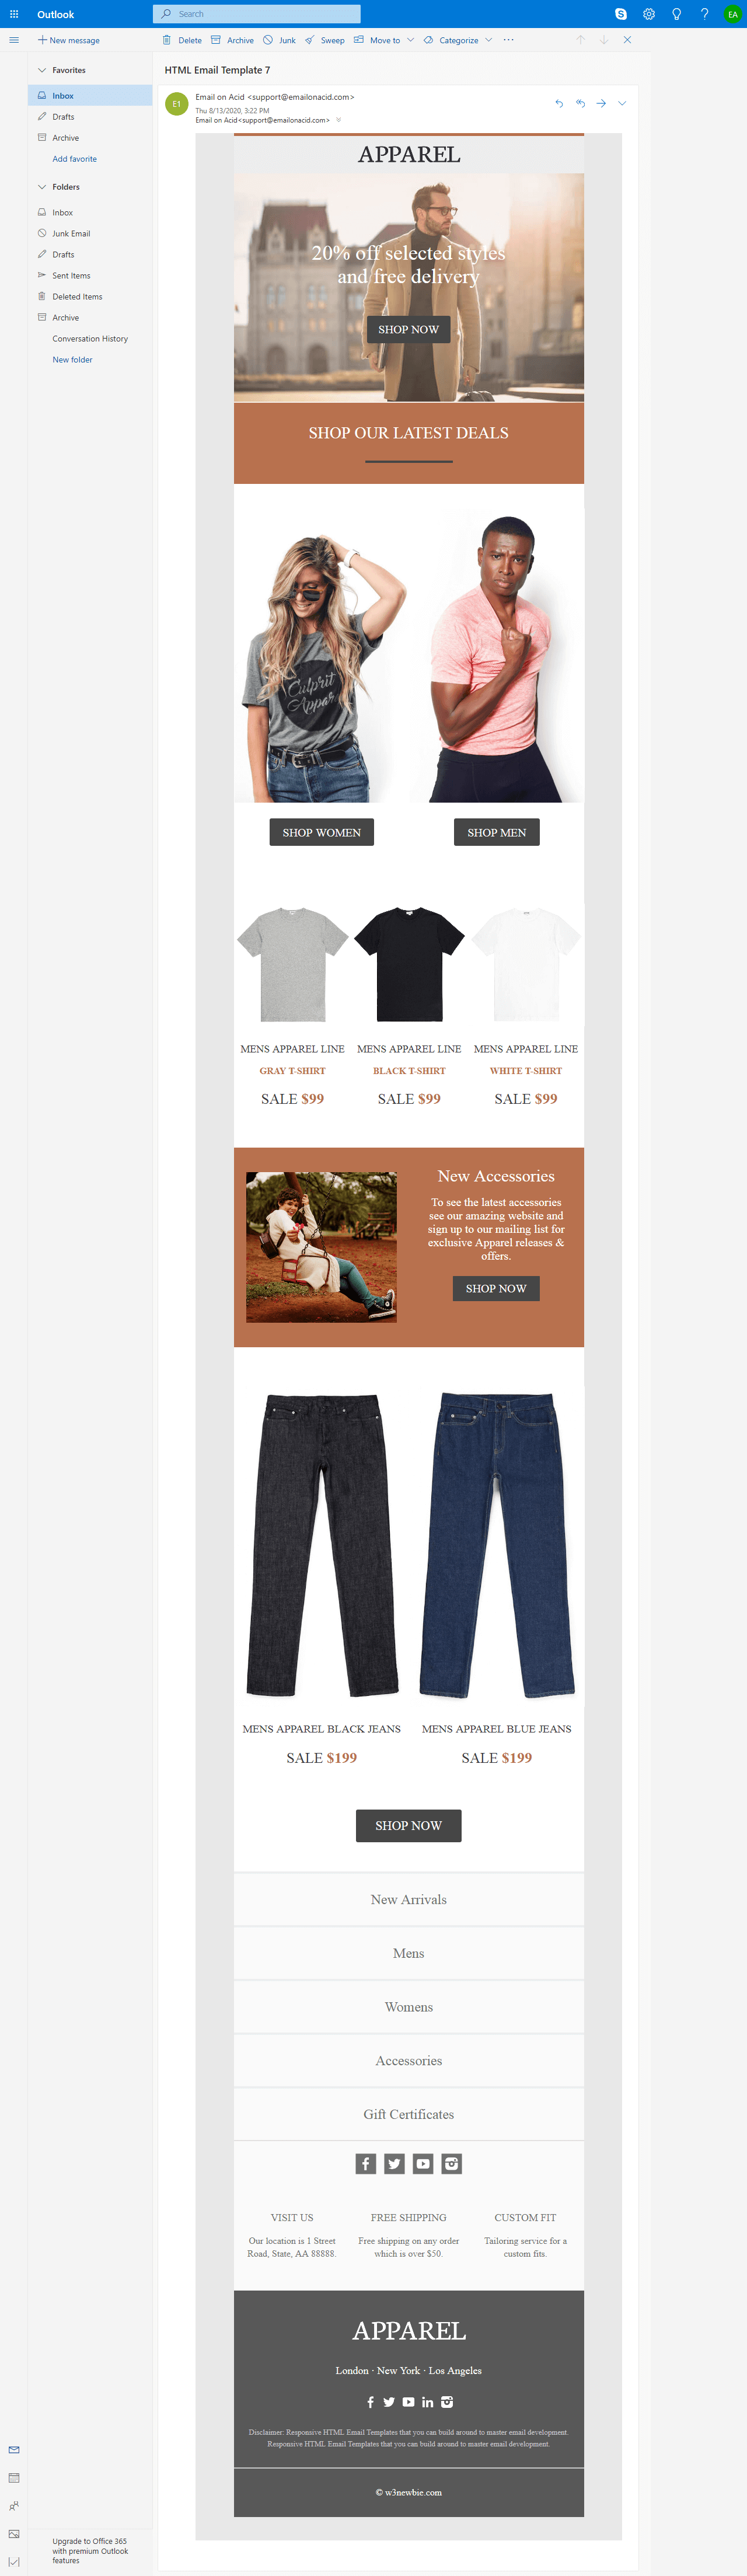 Outlook
Search
EA
New message
Delete
Archive
Junk
Sweep
Move to
Categorize
Favorites
Inbox
Drafts
Archive
Add favorite
Folders
Inbox
Junk Email
Drafts
Sent Items
Deleted Items
Archive
Conversation History
New folder
HTML Email Template 7
E1
Email on Acid <support@emailonacid.com>
Thu 8/13/2020, 3:22 PM
Email on Acid<support@emailonacid.com>
APPAREL
20% off selected styles
and free delivery
SHOP NOW
SHOP OUR LATEST DEALS
Culprit
Appar
SHOP WOMEN
SHOP MEN
MENS APPAREL LINE
GRAY T-SHIRT
SALE $99
MENS APPAREL LINE
BLACK T-SHIRT
SALE $99
MENS APPAREL LINE
WHITE T-SHIRT
SALE $99
New Accessories
To see the latest accessories
see our amazing website and
sign up to our mailing list for
exclusive Apparel releases &
offers.
SHOP NOW
MENS APPAREL BLACK JEANS
SALE $199
MENS APPAREL BLUE JEANS
SALE $199
SHOP NOW
New Arrivals
Mens
Womens
Accessories
Gift Certificates
VISIT US
Our location is 1 Street
Road, State, AA 88888.
FREE SHIPPING
Free shipping on any order
which is over $50.
CUSTOM FIT
Tailoring service for a
custom fits.
APPAREL
London · New York · Los Angeles
Disclaimer: Responsive HTML Email Templates that you can build around to master email development.
Responsive HTML Email Templates that you can build around to master email development.
© w3newbie.com
Upgrade to Office 365
with premium Outlook
features